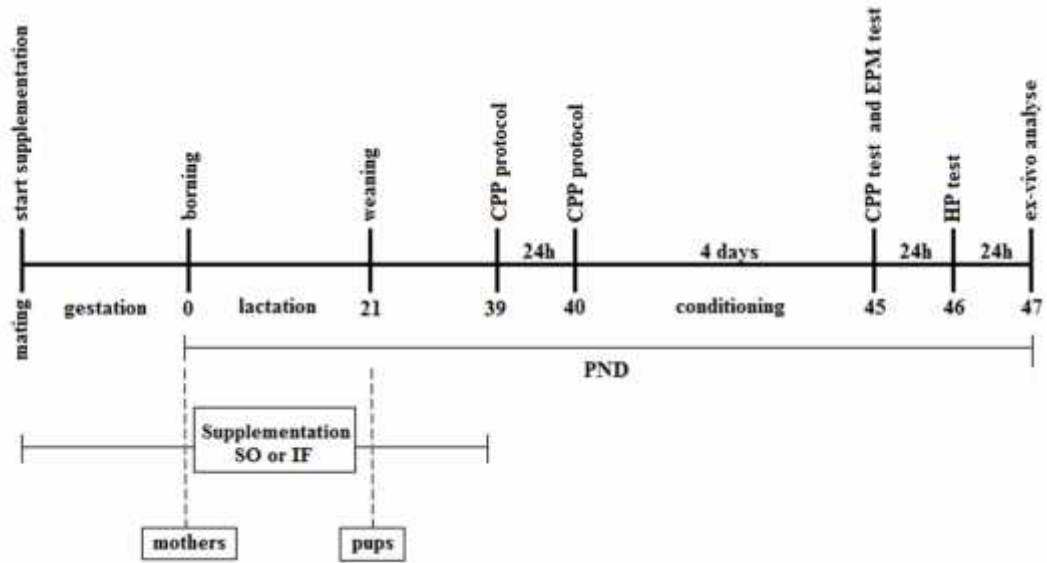 start supplementation
borning
weaning
CPP protocol
CPP protocol
CPP test and EPM test
HP test
ex-vivo analyse
24h
4 days
24h
24h
mating
gestation
0
lactation
21
39
40
conditioning
45
46
47
PND
Supplementation
SO or IF
mothers
pups